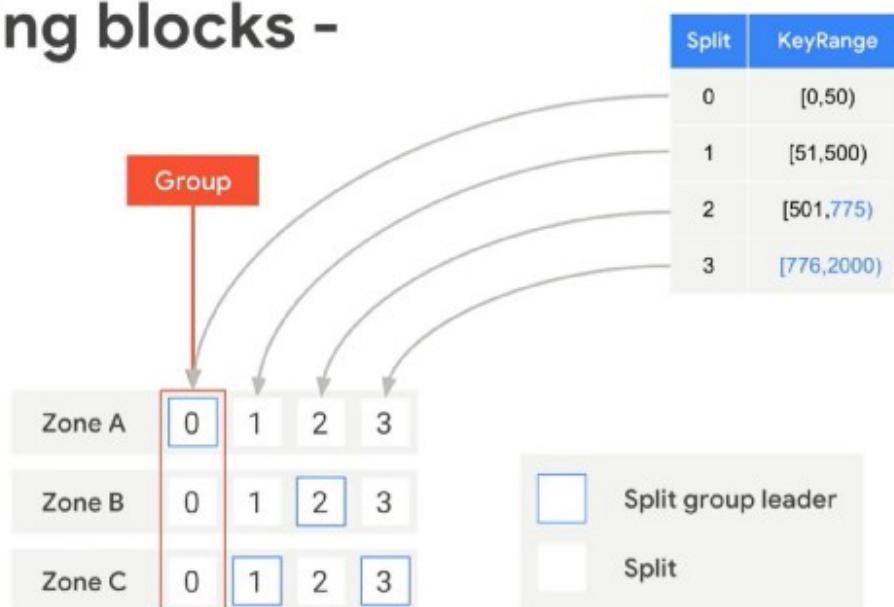 ng blocks -
Split KeyRange
0 [0,50)
1 [51,500)
2 [501,775)
3 [776,2000)
Group
Zone A 0 1 2 3
Zone B 0 1 2 3
Zone C 0 1 2 3
Split group leader
Split